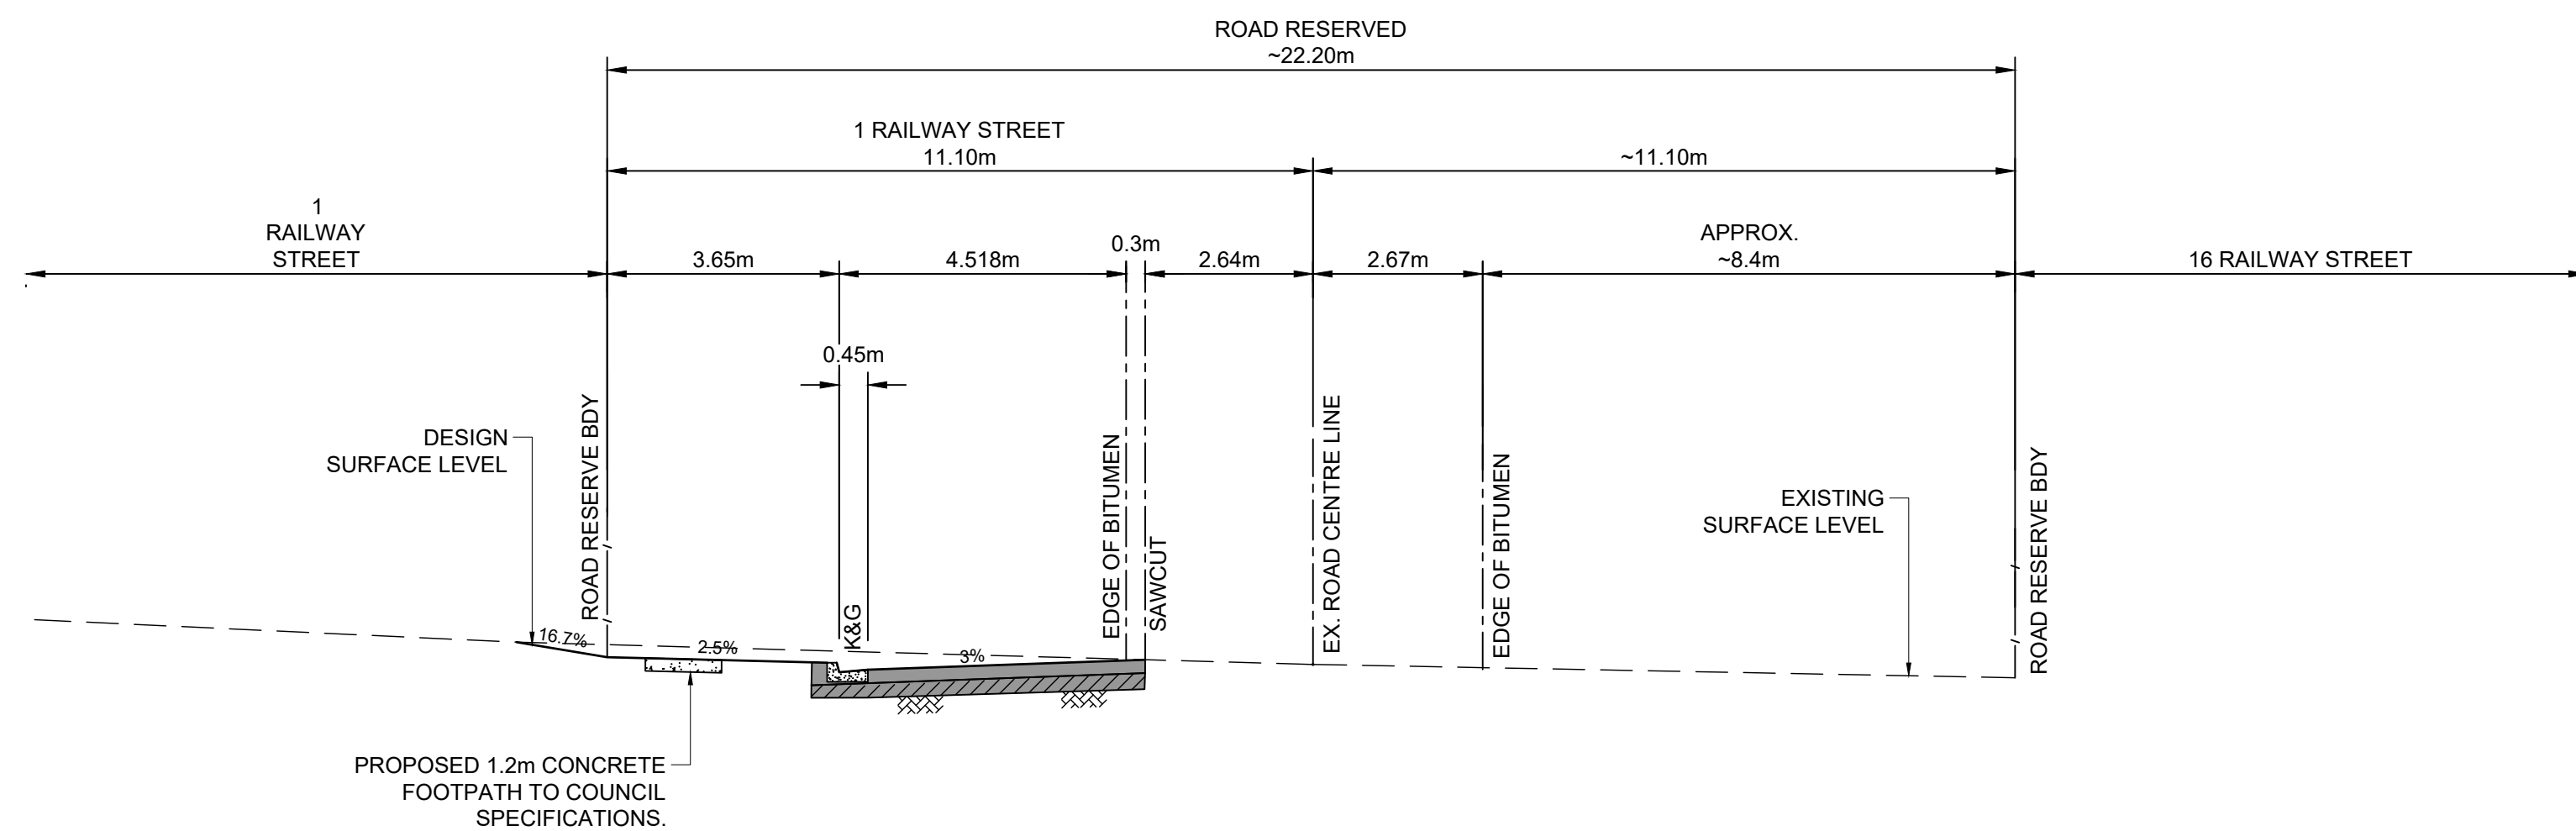 ROAD RESERVED
~22.20m
1 RAILWAY STREET
11.10m
~11.10m
1
RAILWAY
STREET
3.65m
4.518m
0.3m
2.64m
2.67m
APPROX.
~8.4m
16 RAILWAY STREET
0.45m
DESIGN
SURFACE LEVEL
ROAD RESERVE BDY
K&G
EDGE OF BITUMEN
SAWCUT
EX. ROAD CENTRE LINE
EDGE OF BITUMEN
EXISTING
SURFACE LEVEL
ROAD RESERVE BDY
16.7%
2.5%
3%
PROPOSED 1.2m CONCRETE
FOOTPATH TO COUNCIL
SPECIFICATIONS.